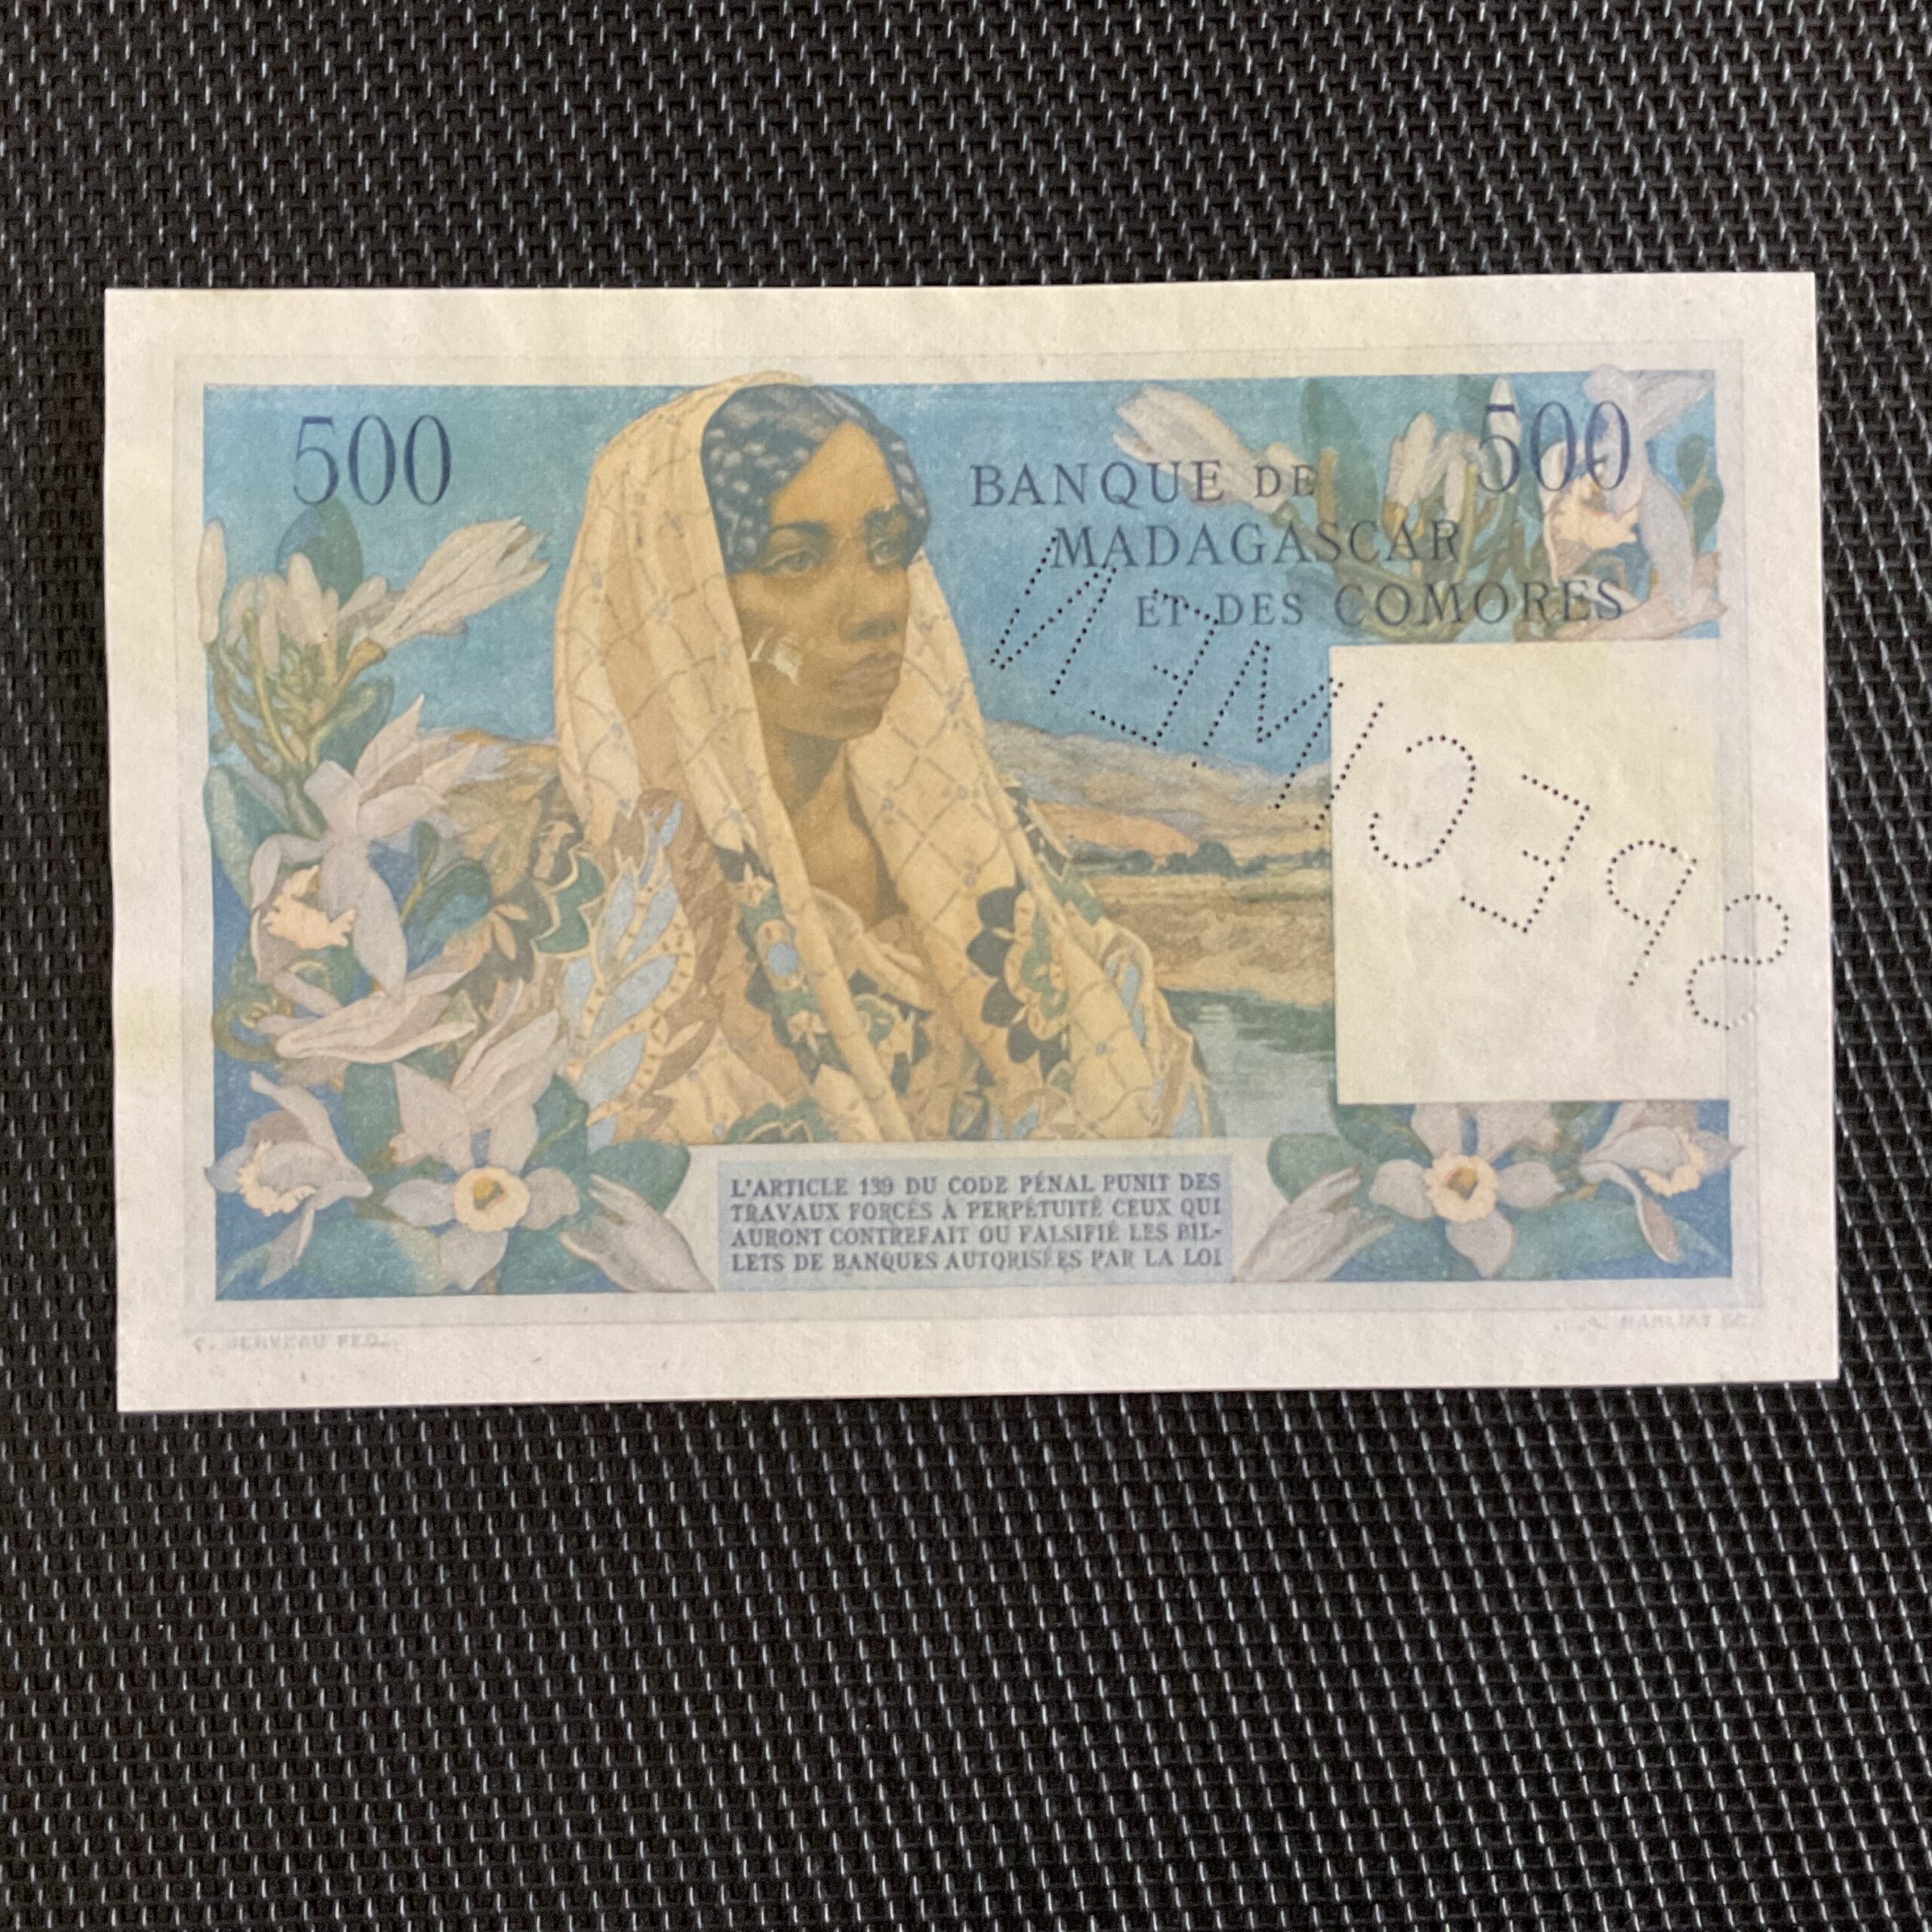 500
500
BANQUE DE
MADAGASCAR
ET DES COMORES
SPECIMEN
L'ARTICLE 139 DU CODE PÉNAL PUNIT DES
TRAVAUX FORCÉS À PERPÉTUITÉ CEUX QUI
AURONT CONTREFAIT OU FALSIFIÉ LES BIL-
LETS DE BANQUES AUTORISÉES PAR LA LOI